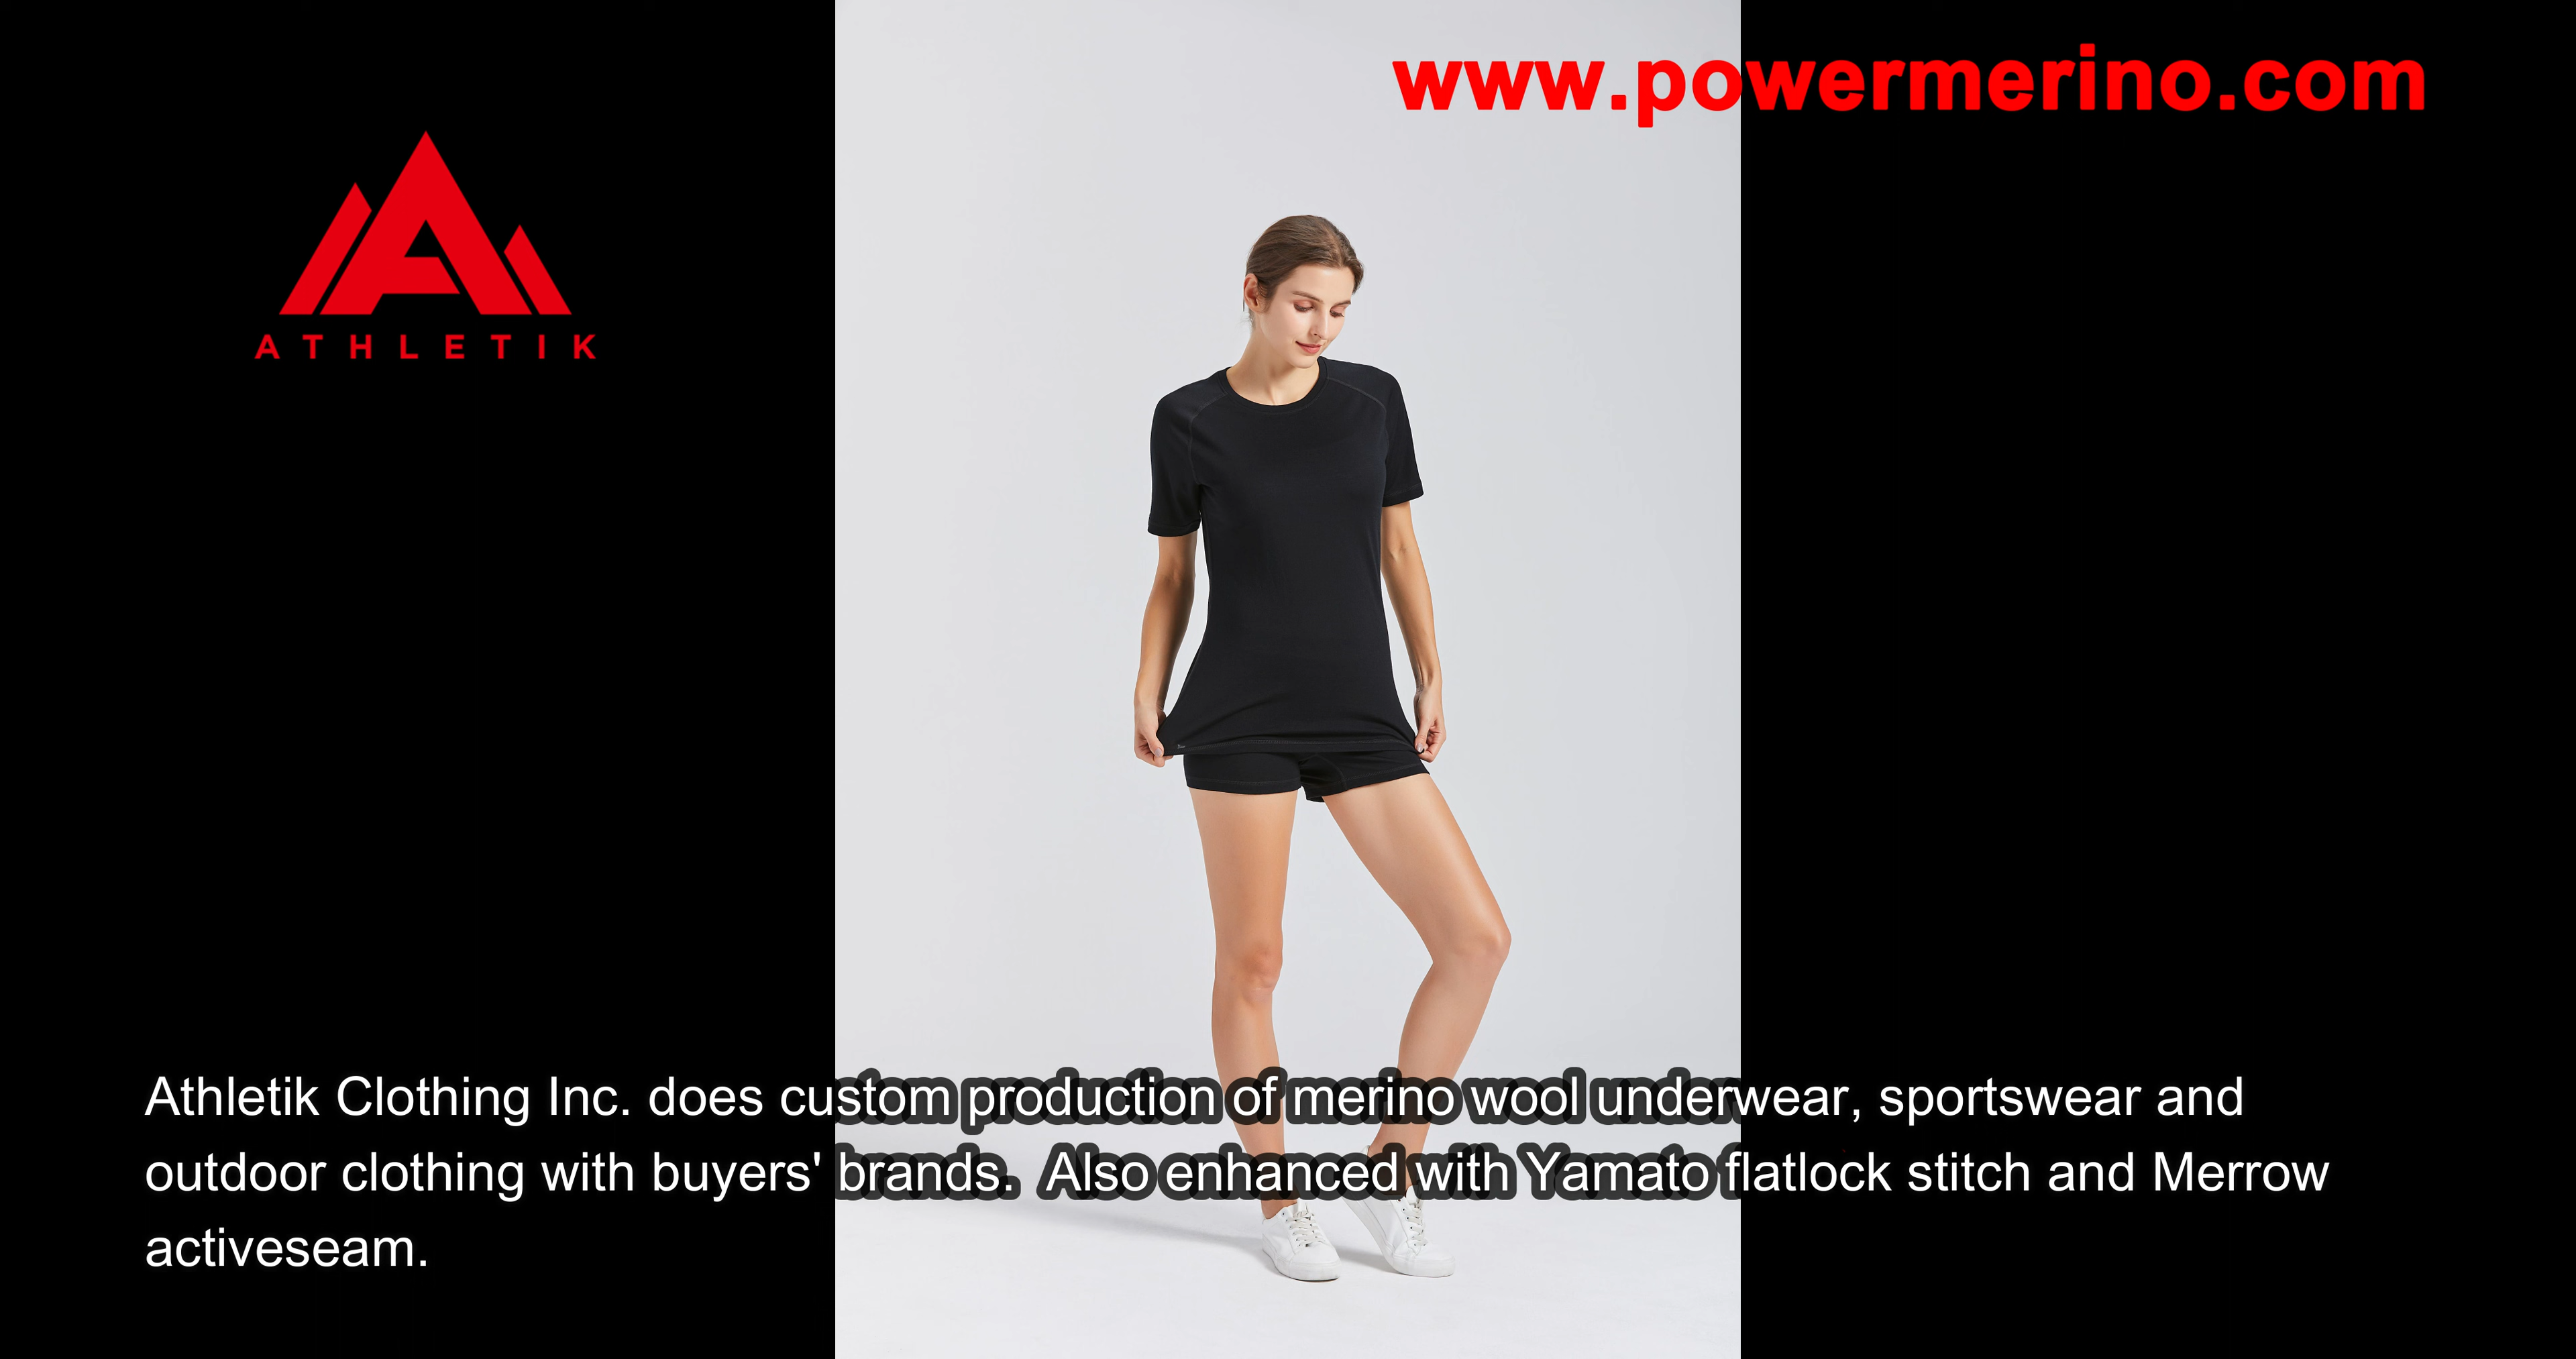 www.powermerino.com
ATHLETIK
Athletik Clothing Inc. does custom production of merino wool underwear, sportswear and
outdoor clothing with buyers' brands.  Also enhanced with Yamato flatlock stitch and Merrow
activeseam.